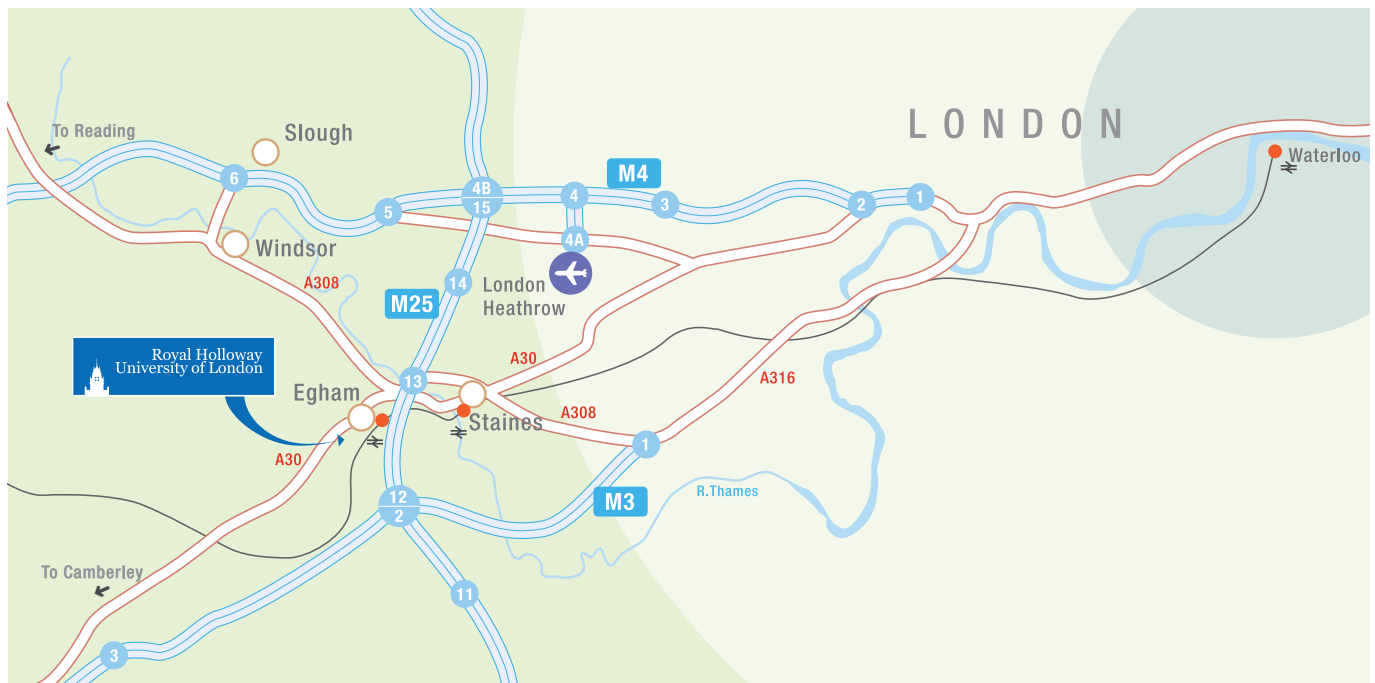 LONDON
To Reading
Slough
Waterloo
M4
6
4B
15
4
3
2
1
5
4A
Windsor
A308
14
London
Heathrow
M25
Royal Holloway
University of London
A30
13
A316
Egham
Staines
A308
1
A30
R.Thames
12
2
M3
To Camberley
11
3